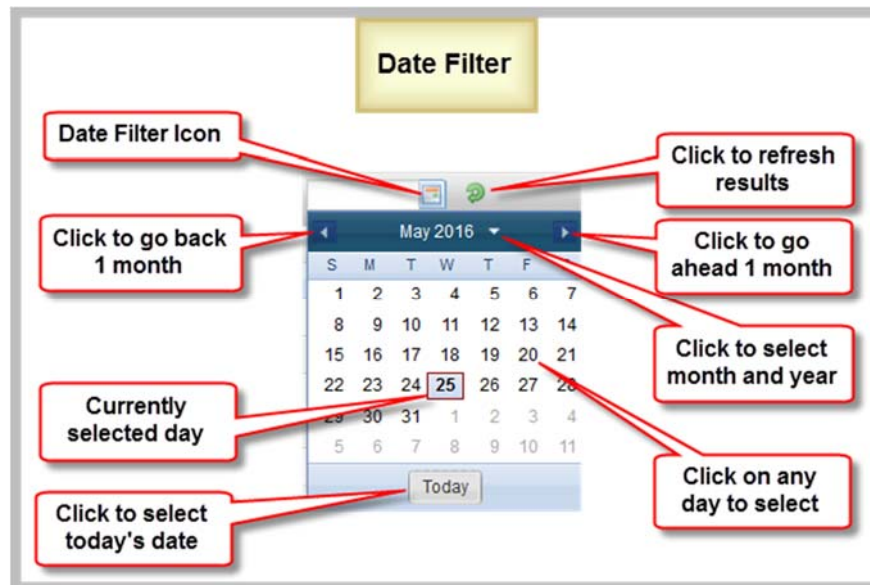 Date Filter
Date Filter Icon
Click to refresh
results
Click to go back
1 month
May 2016
Click to go
ahead 1 month
S M T W T F
1 2 3 4 5 6 7
8 9 10 11 12 13 14
15 16 17 18 19 20 21
Click to select
month and year
22 23 24 25 26 27 28
Currently
selected day
29 30 31 1 2 3 4
5 6 7 8 9 10 11
Click on any
day to select
Today
Click to select
today's date